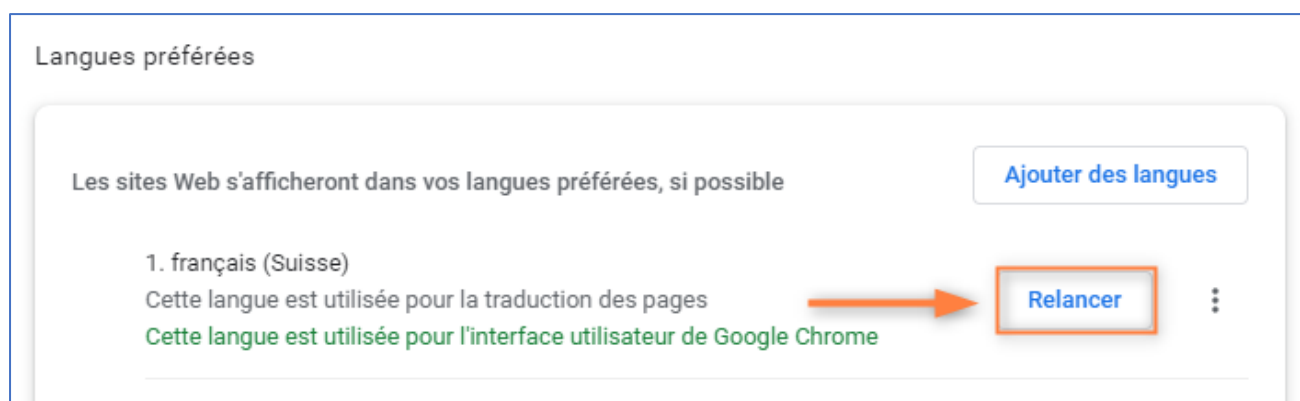 Langues préférées
Les sites Web s'afficheront dans vos langues préférées, si possible
Ajouter des langues
1. français (Suisse)
Cette langue est utilisée pour la traduction des pages
Relancer
Cette langue est utilisée pour l'interface utilisateur de Google Chrome